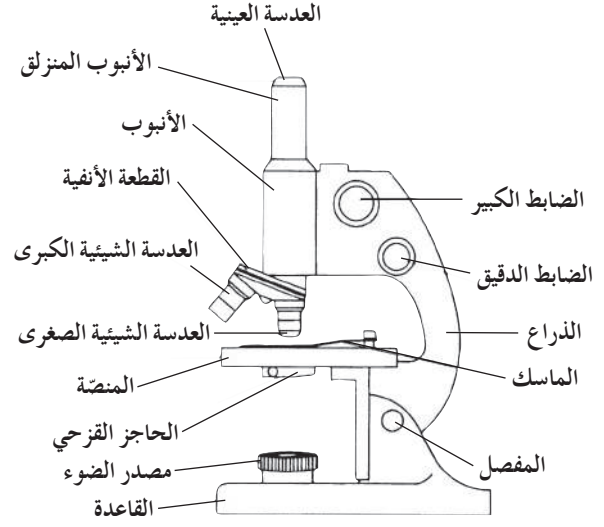 العدسة العينية
الأنبوب المنزلق
الأنبوب
القطعة الأنفية
العدسة الشيئية الكبرى
العدسة الشيئية الصغرى
المنصّة
الحاجز القزحي
مصدر الضوء
القاعدة
الضابط الكبير
الضابط الدقيق
الذراع
الماسك
المفصل